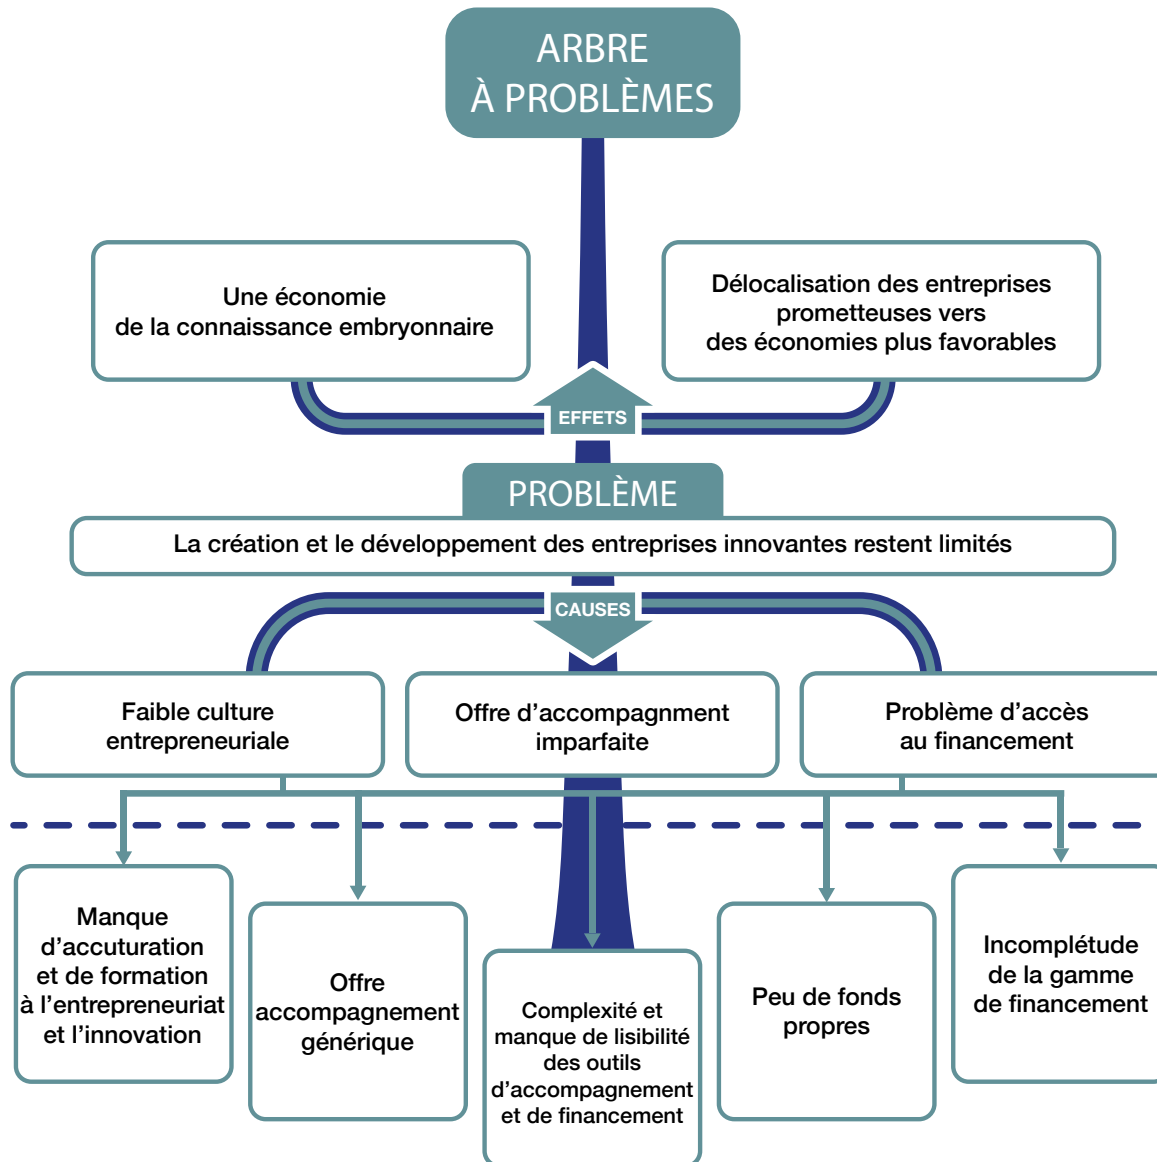 ARBRE
À PROBLÈMES
Une économie
de la connaissance embryonnaire
Délocalisation des entreprises
prometteuses vers
des économies plus favorables
EFFETS
PROBLÈME
La création et le développement des entreprises innovantes restent limités
CAUSES
Faible culture
entrepreneuriale
Offre d'accompagnment
imparfaite
Problème d'accès
au financement
Manque
d'accuturation
et de formation
à l'entrepreneuriat
et l'innovation
Offre
accompagnement
générique
Complexité et
manque de lisibilité
des outils
d'accompagnement
et de financement
Peu de fonds
propres
Incomplétude
de la gamme
de financement